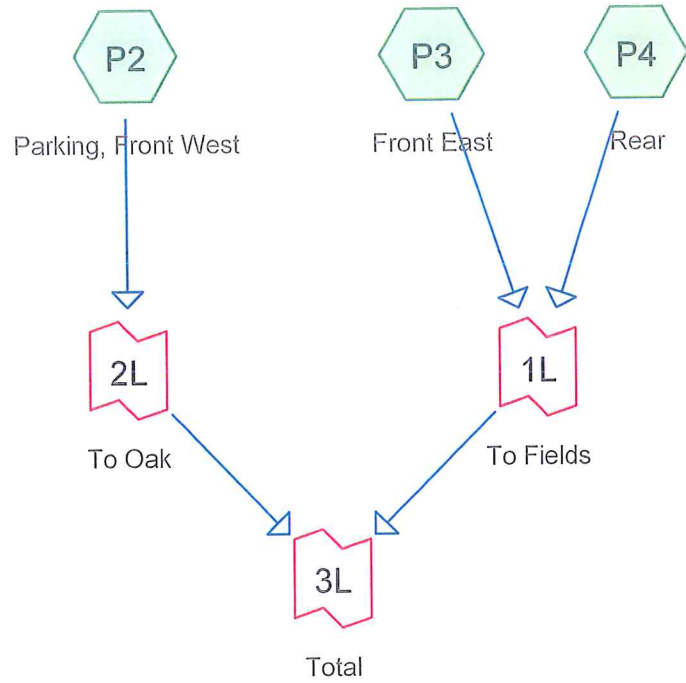 P2
P3
P4
Parking, Front West
Front East
Rear
2L
1L
To Oak
To Fields
3L
Total